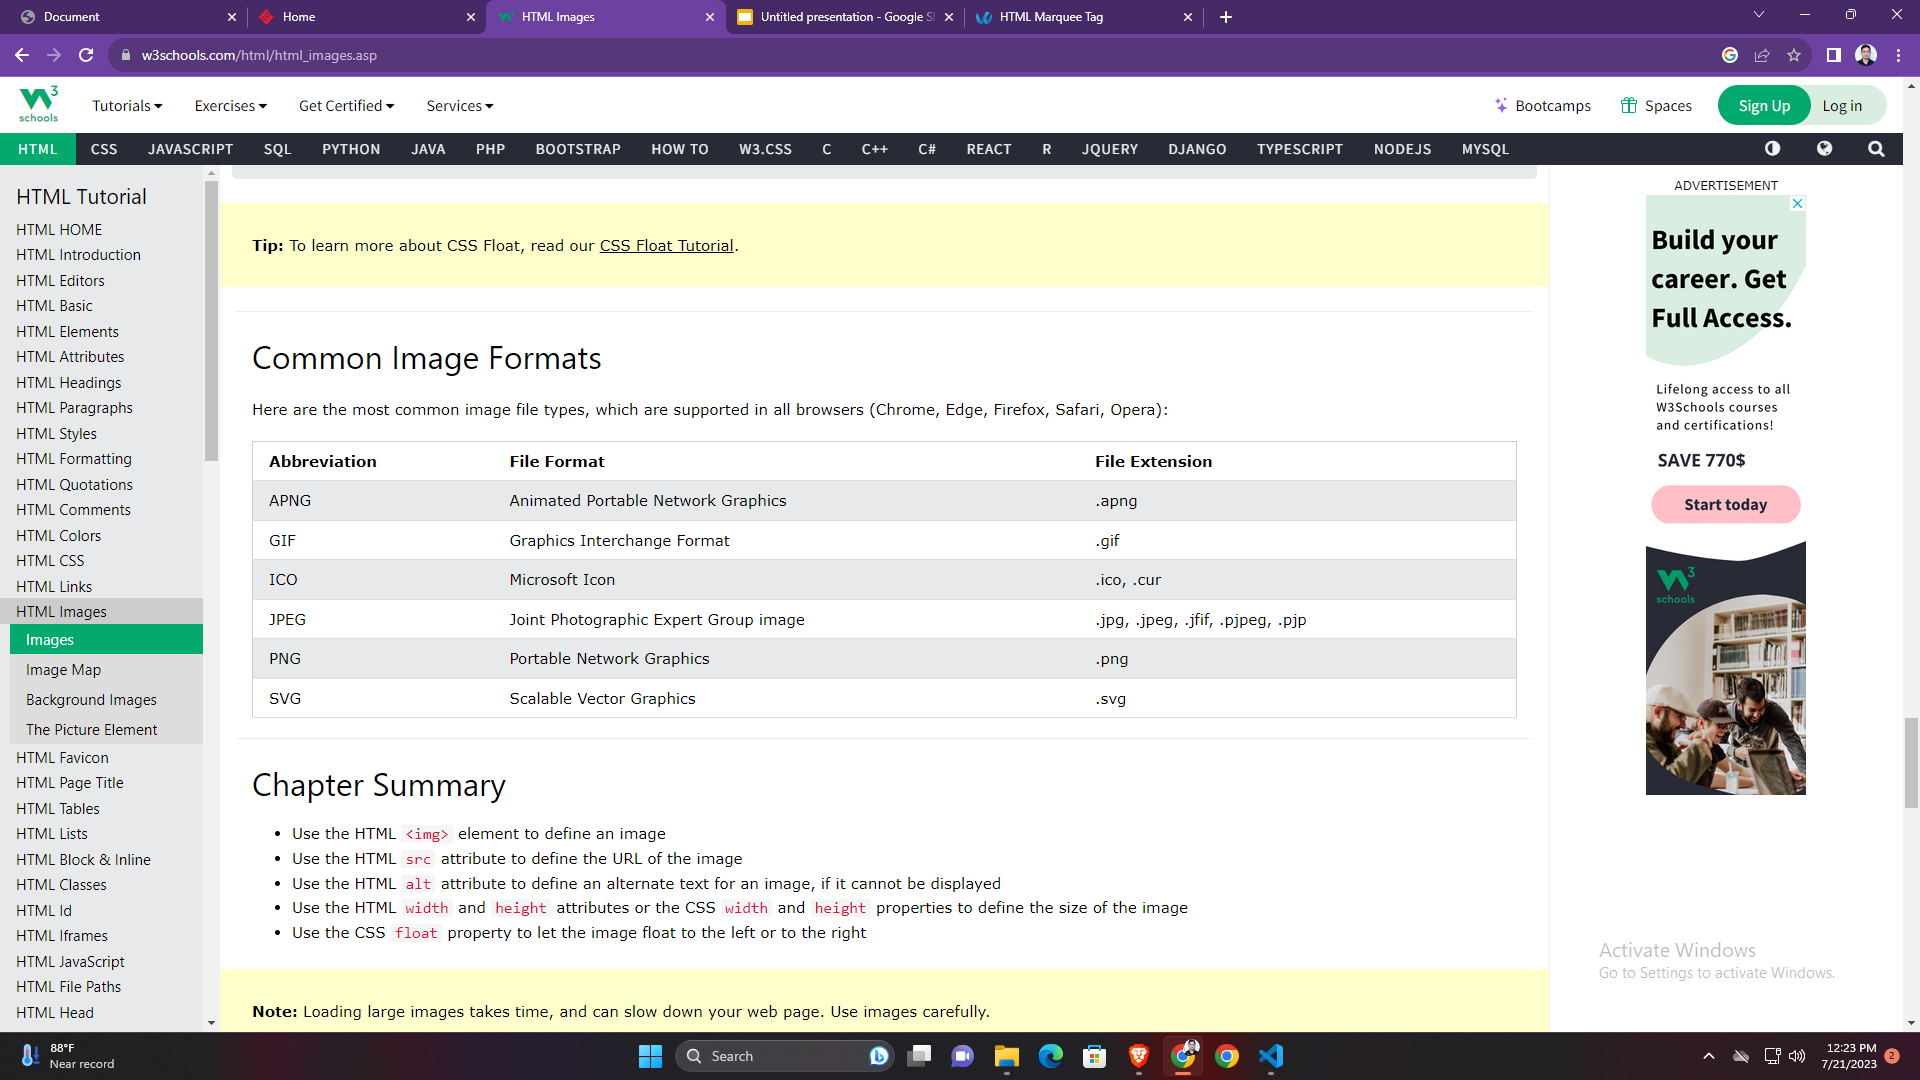 Document
Home
HTML Images
Untitled presentation - Google Sl
HTML Marquee Tag
w3schools.com/html/html_images.asp
3
schools
Tutorials
Exercises
Get Certified
Services
Bootcamps
Spaces
Sign Up
Log in
HTML
CSS
JAVASCRIPT
SQL
PYTHON
JAVA
PHP
BOOTSTRAP
HOW TO
W3.CSS
C
C++
C#
REACT
R
JQUERY
DJANGO
TYPESCRIPT
NODEJS
MYSQL
HTML Tutorial
HTML HOME
HTML Introduction
HTML Editors
HTML Basic
HTML Elements
HTML Attributes
HTML Headings
HTML Paragraphs
HTML Styles
HTML Formatting
HTML Quotations
HTML Comments
HTML Colors
HTML CSS
HTML Links
HTML Images
Images
Image Map
Background Images
The Picture Element
HTML Favicon
HTML Page Title
HTML Tables
HTML Lists
HTML Block & Inline
HTML Classes
HTML Id
HTML Iframes
HTML JavaScript
HTML File Paths
HTML Head
Tip: To learn more about CSS Float, read our CSS Float Tutorial.
Common Image Formats
Here are the most common image file types, which are supported in all browsers (Chrome, Edge, Firefox, Safari, Opera):
Abbreviation File Format File Extension
APNG Animated Portable Network Graphics .apng
GIF Graphics Interchange Format .gif
ICO Microsoft Icon .ico, .cur
JPEG Joint Photographic Expert Group image .jpg, .jpeg, .jfif, .pjpeg, .pjp
PNG Portable Network Graphics .png
SVG Scalable Vector Graphics .svg
Chapter Summary
Use the HTML <img> element to define an image
Use the HTML src attribute to define the URL of the image
Use the HTML alt attribute to define an alternate text for an image, if it cannot be displayed
Use the HTML width and height attributes or the CSS width and height properties to define the size of the image
Use the CSS float property to let the image float to the left or to the right
Note: Loading large images takes time, and can slow down your web page. Use images carefully.
ADVERTISEMENT
Build your
career. Get
Full Access.
Lifelong access to all
W3Schools courses
and certifications!
SAVE 770$
Start today
3
schools
Activate Windows
Go to Settings to activate Windows.
88°F
Near record
Search
12:23 PM
7/21/2023
2